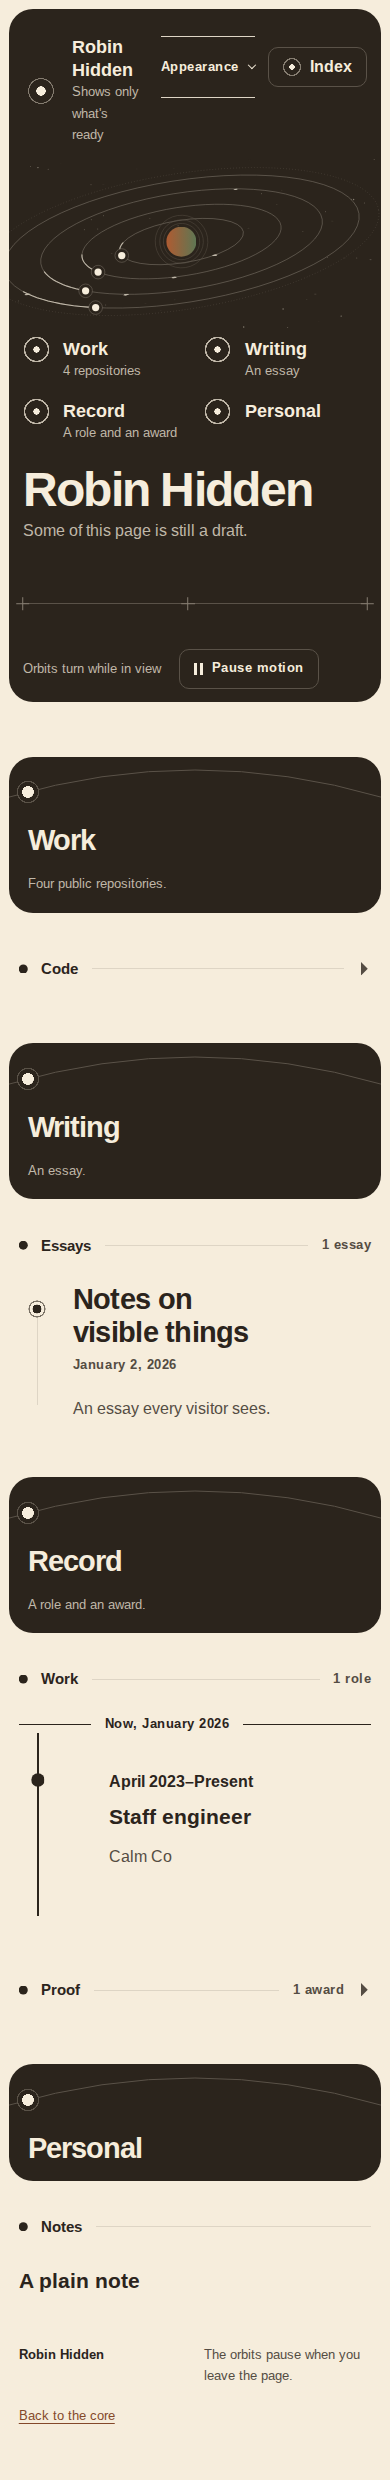 Robin
Hidden
Shows only
what's
ready
Appearance
Index
Work
4 repositories
Writing
An essay
Record
A role and an award
Personal
Robin Hidden
Some of this page is still a draft.
Orbits turn while in view
Pause motion
Work
Four public repositories.
Code
Writing
An essay.
Essays
1 essay
Notes on
visible things
January 2, 2026
An essay every visitor sees.
Record
A role and an award.
Work
1 role
Now, January 2026
April 2023–Present
Staff engineer
Calm Co
Proof
1 award
Personal
Notes
A plain note
Robin Hidden
The orbits pause when you
leave the page.
Back to the core